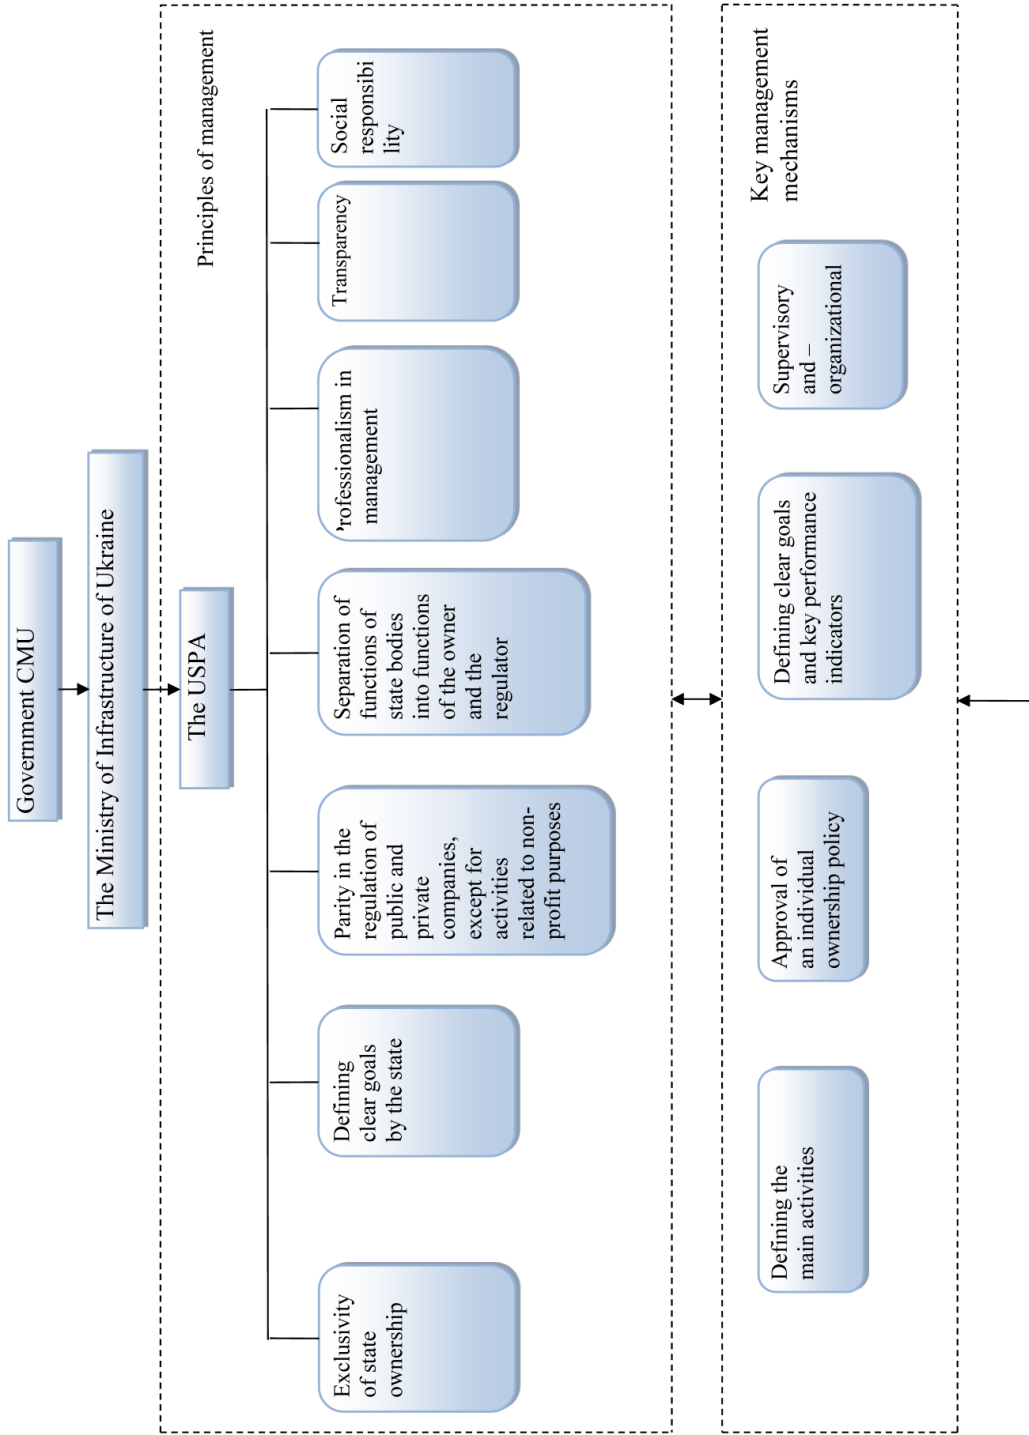 Government CMU
The Ministry of Infrastructure of Ukraine
The USPA
Principles of management
Exclusivity
of state
ownership
Defining
clear goals
by the state
Parity in the
regulation of
public and
private
companies,
except for
activities
related to non-
profit purposes
Separation of
functions of
state bodies
into functions
of the owner
and the
regulator
rofessionalism in
management
Transparency
Social
responsibi
lity
Key management
mechanisms
Defining the
main activities
Approval of
an individual
ownership policy
Defining clear goals
and key performance
indicators
Supervisory
and –
organizational